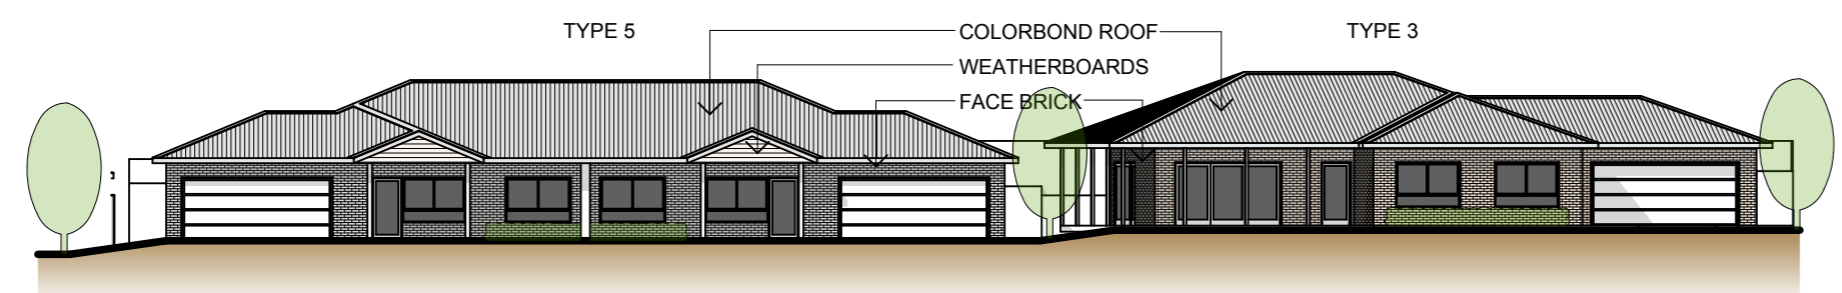 TYPE 5
COLORBOND ROOF
TYPE 3
WEATHERBOARDS
FACE BRICK